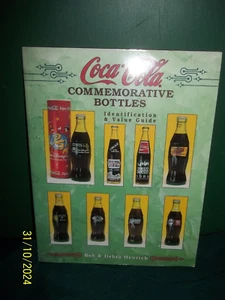 Coca-Cola
COMMEMORATIVE
BOTTLES
Identification
& Value Guide
Bob & Debra Henrich
31/10/2024